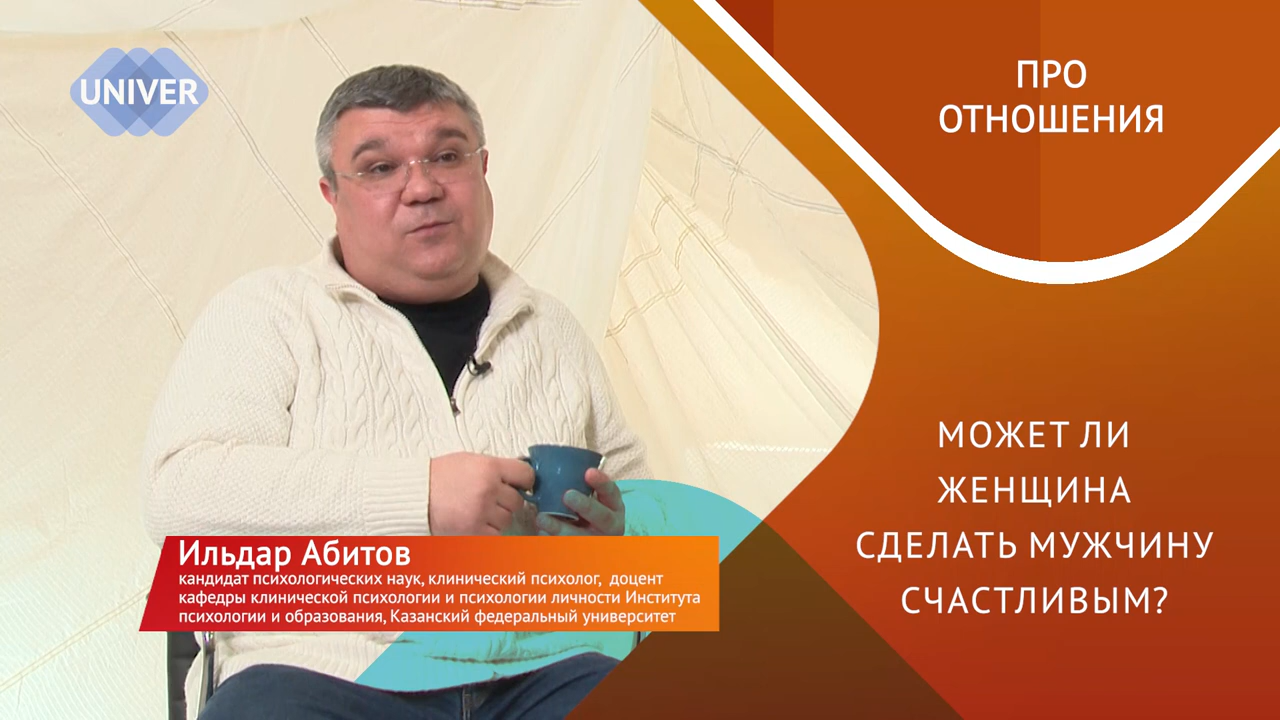 UNIVER
ПРО
ОТНОШЕНИЯ
МОЖЕТ ЛИ
ЖЕНЩИНА
СДЕЛАТЬ МУЖЧИНУ
СЧАСТЛИВЫМ?
Ильдар Абитов
кандидат психологических наук, клинический психолог, доцент
кафедры клинической психологии и психологии личности Института
психологии и образования, Казанский федеральный университет